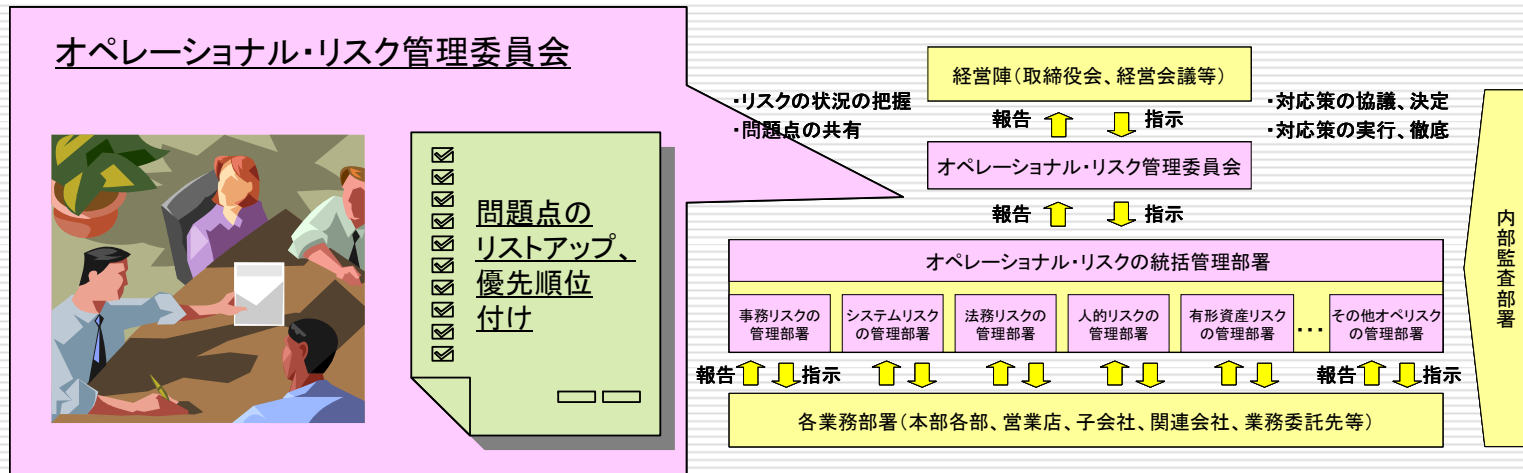 オペレーショナル・リスク管理委員会
問題点の
リストアップ、
優先順位
付け
経営陣（取締役会、経営会議等）
・リスクの状況の把握
・問題点の共有
報告
指示
・対応策の協議、決定
・対応策の実行、徹底
オペレーショナル・リスク管理委員会
報告
指示
オペレーショナル・リスクの統括管理部署
事務リスクの
管理部署
システムリスク
の管理部署
法務リスクの
管理部署
人的リスクの
管理部署
有形資産リスク
の管理部署
…
その他オペリスク
の管理部署
報告
指示
報告
指示
各業務部署（本部各部、営業店、子会社、関連会社、業務委託先等）
内部監査部署